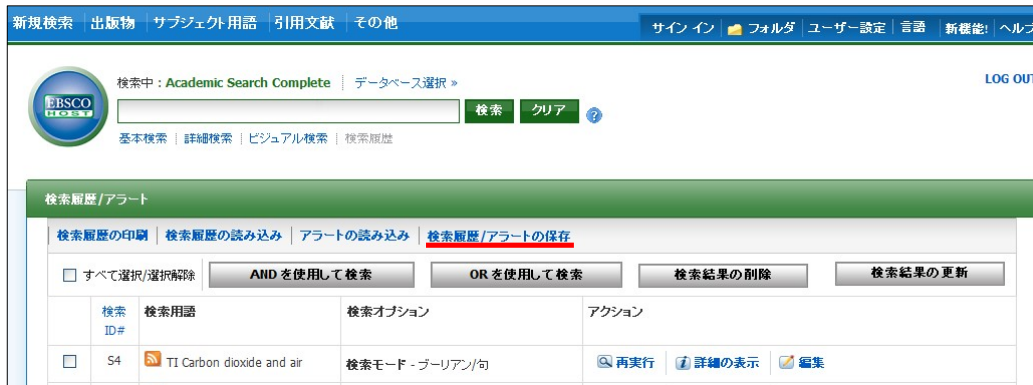 新規検索 出版物 サブジェクト用語 引用文献 その他 サイン イン フォルダ ユーザー設定 言語 新機能! ヘルプ
検索中 : Academic Search Complete データベース選択 »
LOG OUT
EBSCO HOST
検索 クリア ?
基本検索 | 詳細検索 | ビジュアル検索 | 検索履歴
検索履歴/アラート
検索履歴の印刷 | 検索履歴の読み込み | アラートの読み込み | 検索履歴/アラートの保存
すべて選択/選択解除 AND を使用して検索 OR を使用して検索 検索結果の削除 検索結果の更新
検索ID# 検索用語 検索オプション アクション
S4 TI Carbon dioxide and air 検索モード - ブーリアン/句 再実行 詳細の表示 編集